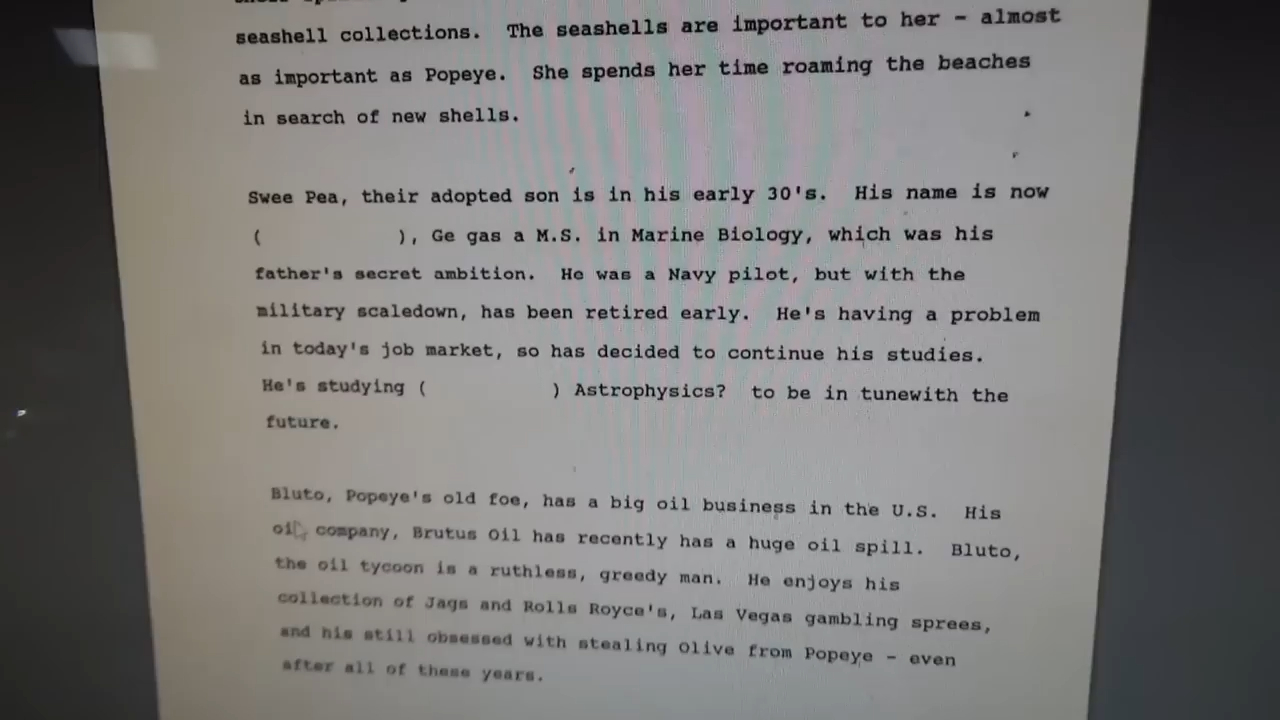 seashell collections.  The seashells are important to her - almost
as important as Popeye.  She spends her time roaming the beaches
in search of new shells.
Swee Pea, their adopted son is in his early 30's.  His name is now
(            ), Ge gas a M.S. in Marine Biology, which was his
father's secret ambition.  He was a Navy pilot, but with the
military scaledown, has been retired early.  He's having a problem
in today's job market, so has decided to continue his studies.
He's studying (            ) Astrophysics?  to be in tunewith the
future.
Bluto, Popeye's old foe, has a big oil business in the U.S.  His
oil company, Brutus Oil has recently has a huge oil spill.  Bluto,
the oil tycoon is a ruthless, greedy man.  He enjoys his
collection of Jags and Rolls Royce's, Las Vegas gambling sprees,
and his still obsessed with stealing Olive from Popeye - even
after all of these years.